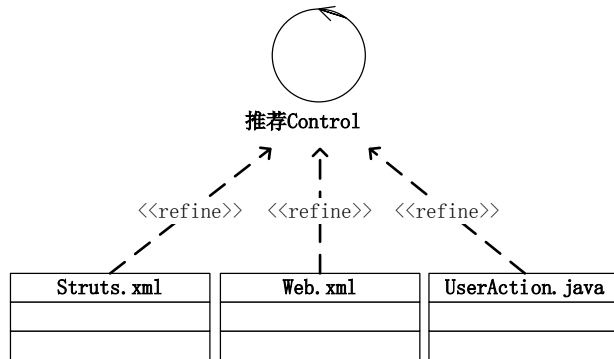 推荐Control
<<refine>> <<refine>> <<refine>>
Struts.xml Web.xml UserAction.java